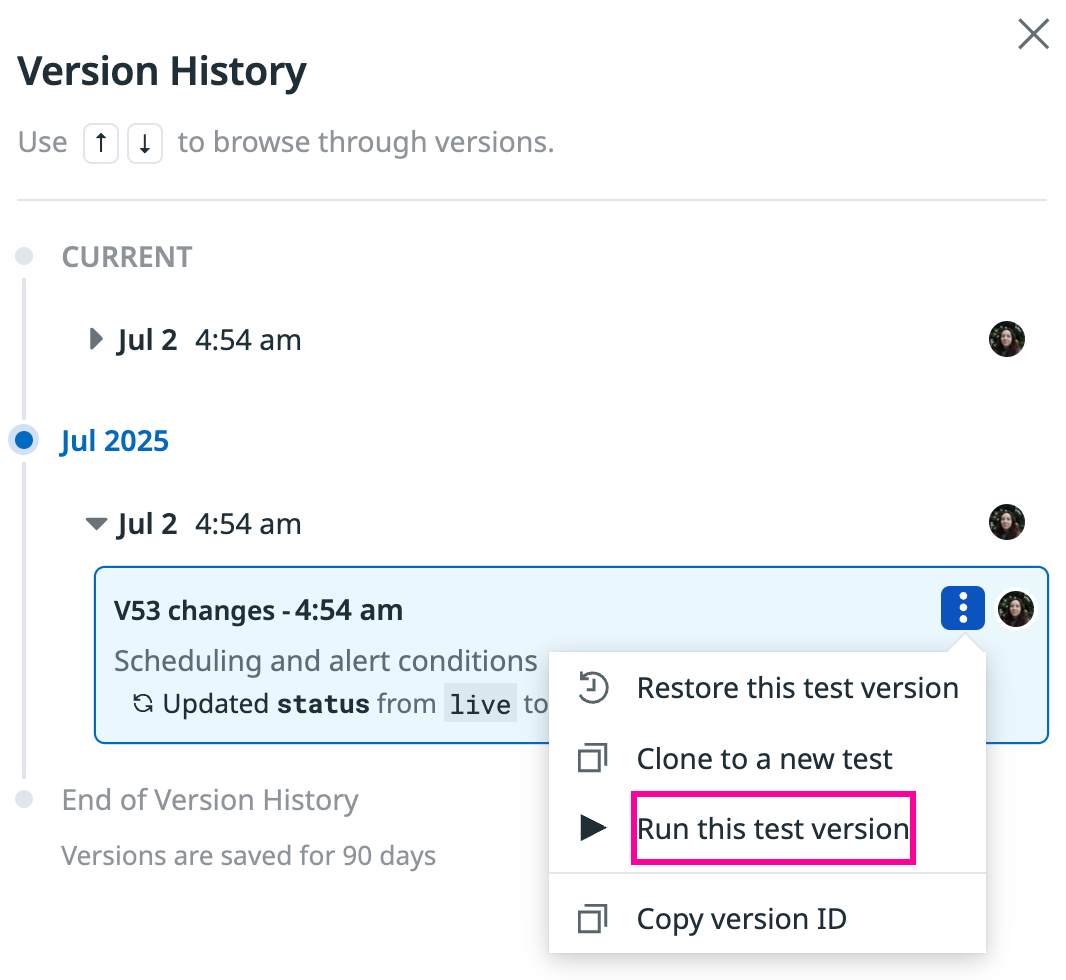 Version History
Use ↑ ↓ to browse through versions.
CURRENT
Jul 2 4:54 am
Jul 2025
Jul 2 4:54 am
V53 changes - 4:54 am
Scheduling and alert conditions
Updated status from live to
Restore this test version
Clone to a new test
Run this test version
Copy version ID
End of Version History
Versions are saved for 90 days